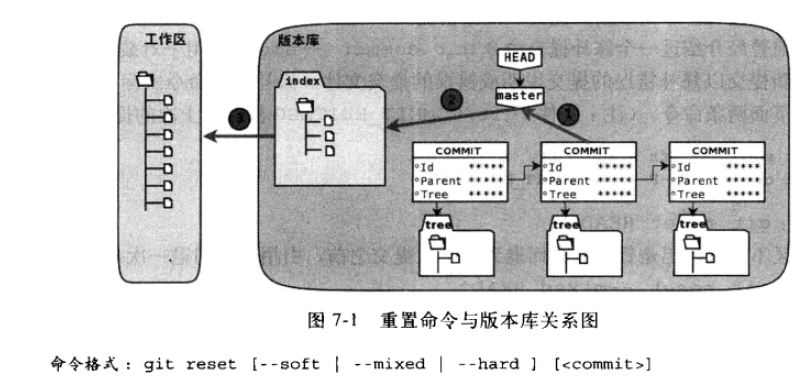 工作区
版本库
HEAD
index
master
③
②
①
COMMIT
Id *****
Parent *****
Tree *****
COMMIT
Id *****
Parent *****
Tree *****
COMMIT
Id *****
Parent *****
Tree *****
tree
tree
tree
图 7-1 重置命令与版本库关系图
命令格式：git reset [--soft | --mixed | --hard ] [<commit>]